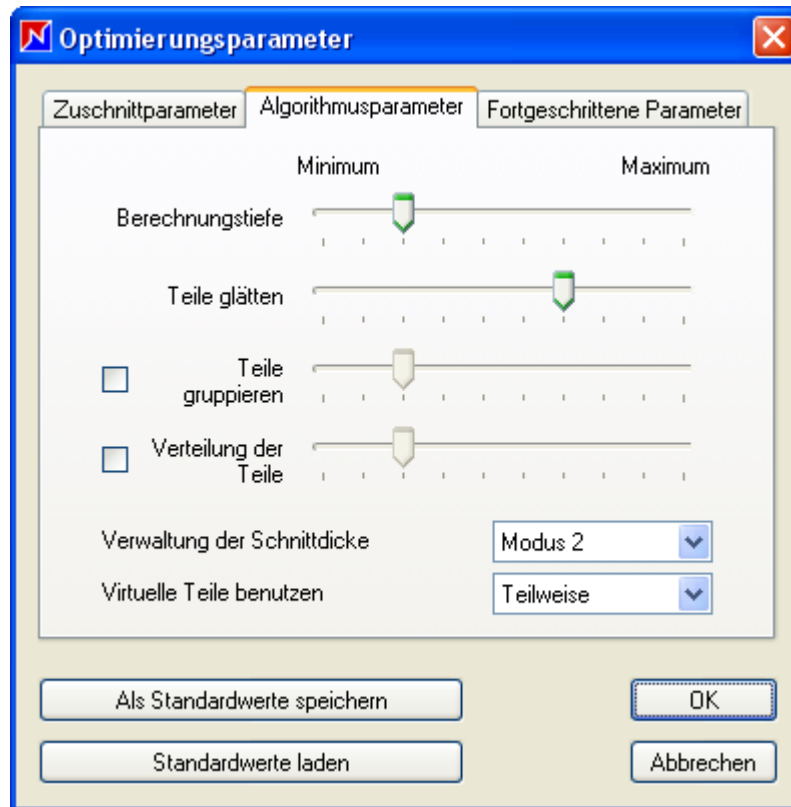 Optimierungsparameter
Zuschnittparameter
Algorithmusparameter
Fortgeschrittene Parameter
Minimum
Maximum
Berechnungstiefe
Teile glätten
Teile
gruppieren
Verteilung der
Teile
Verwaltung der Schnittdicke
Modus 2
Virtuelle Teile benutzen
Teilweise
Als Standardwerte speichern
OK
Standardwerte laden
Abbrechen